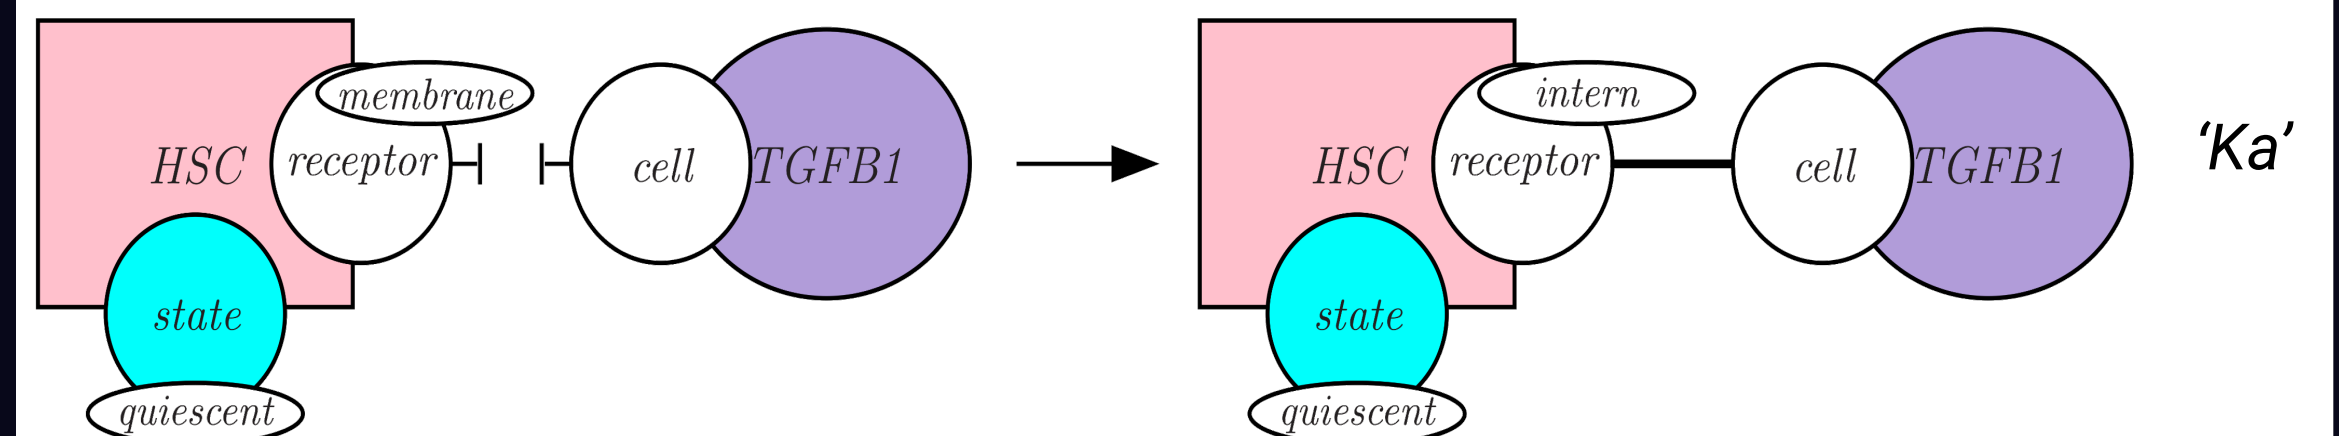 membrane
HSC receptor cell TGFB1
state
quiescent
intern
HSC receptor cell TGFB1
state
quiescent
‘Ka’